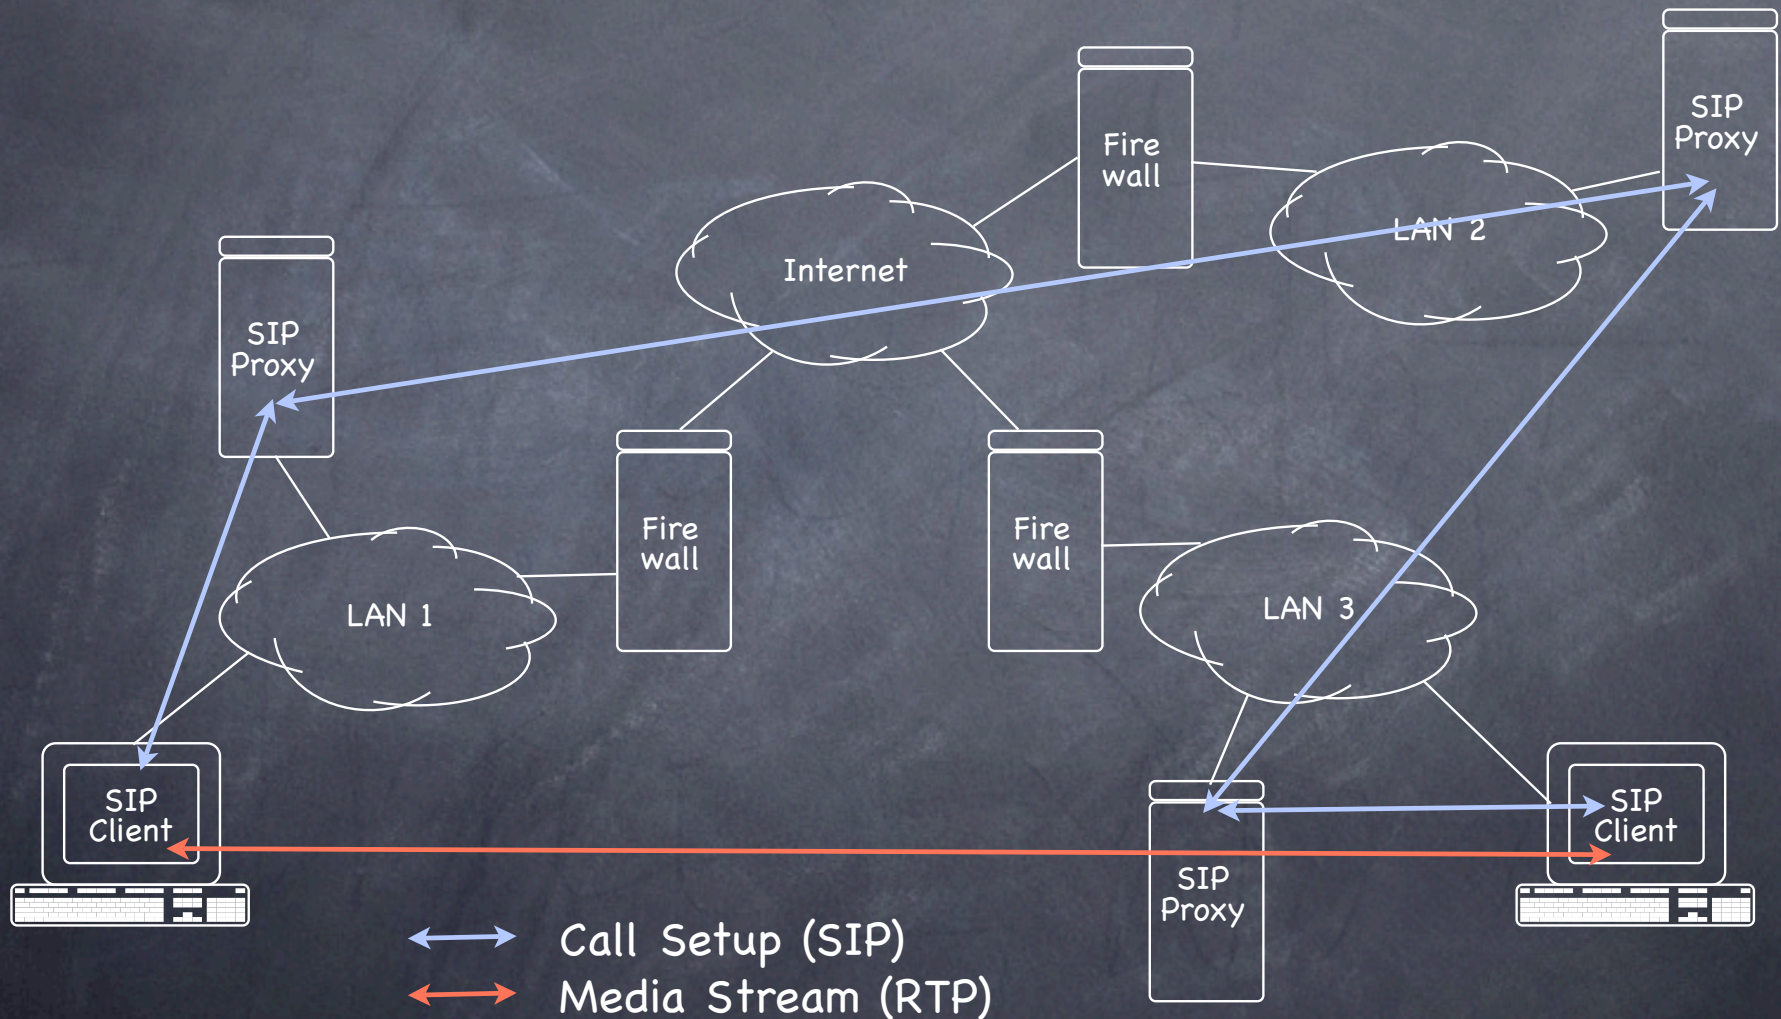 SIP
Proxy
Fire
wall
LAN 2
Internet
SIP
Proxy
Fire
wall
Fire
wall
LAN 1
LAN 3
SIP
Client
SIP
Client
SIP
Proxy
Call Setup (SIP)
Media Stream (RTP)